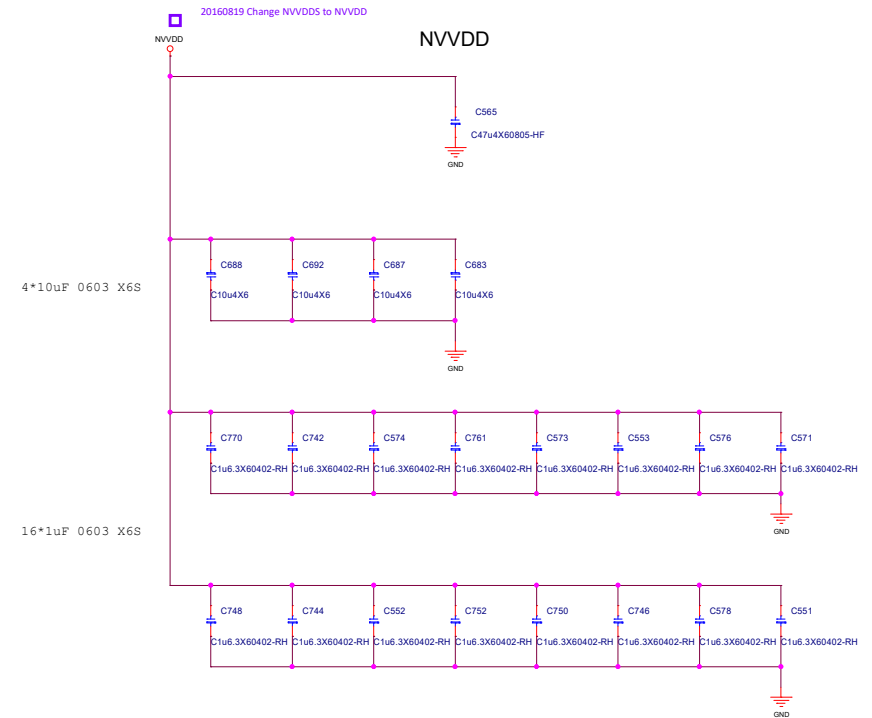 20160819 Change NVVDDS to NVVDD
NVVDD
NVVDD
C565
C47u4X60805-HF
GND
C688 C692 C687 C683
4*10uF 0603 X6S
C10u4X6 C10u4X6 C10u4X6 C10u4X6
GND
C770 C742 C574 C761 C573 C553 C576 C571
C1u6.3X60402-RH C1u6.3X60402-RH C1u6.3X60402-RH C1u6.3X60402-RH C1u6.3X60402-RH C1u6.3X60402-RH C1u6.3X60402-RH C1u6.3X60402-RH
GND
16*1uF 0603 X6S
C748 C744 C552 C752 C750 C746 C578 C551
C1u6.3X60402-RH C1u6.3X60402-RH C1u6.3X60402-RH C1u6.3X60402-RH C1u6.3X60402-RH C1u6.3X60402-RH C1u6.3X60402-RH C1u6.3X60402-RH
GND